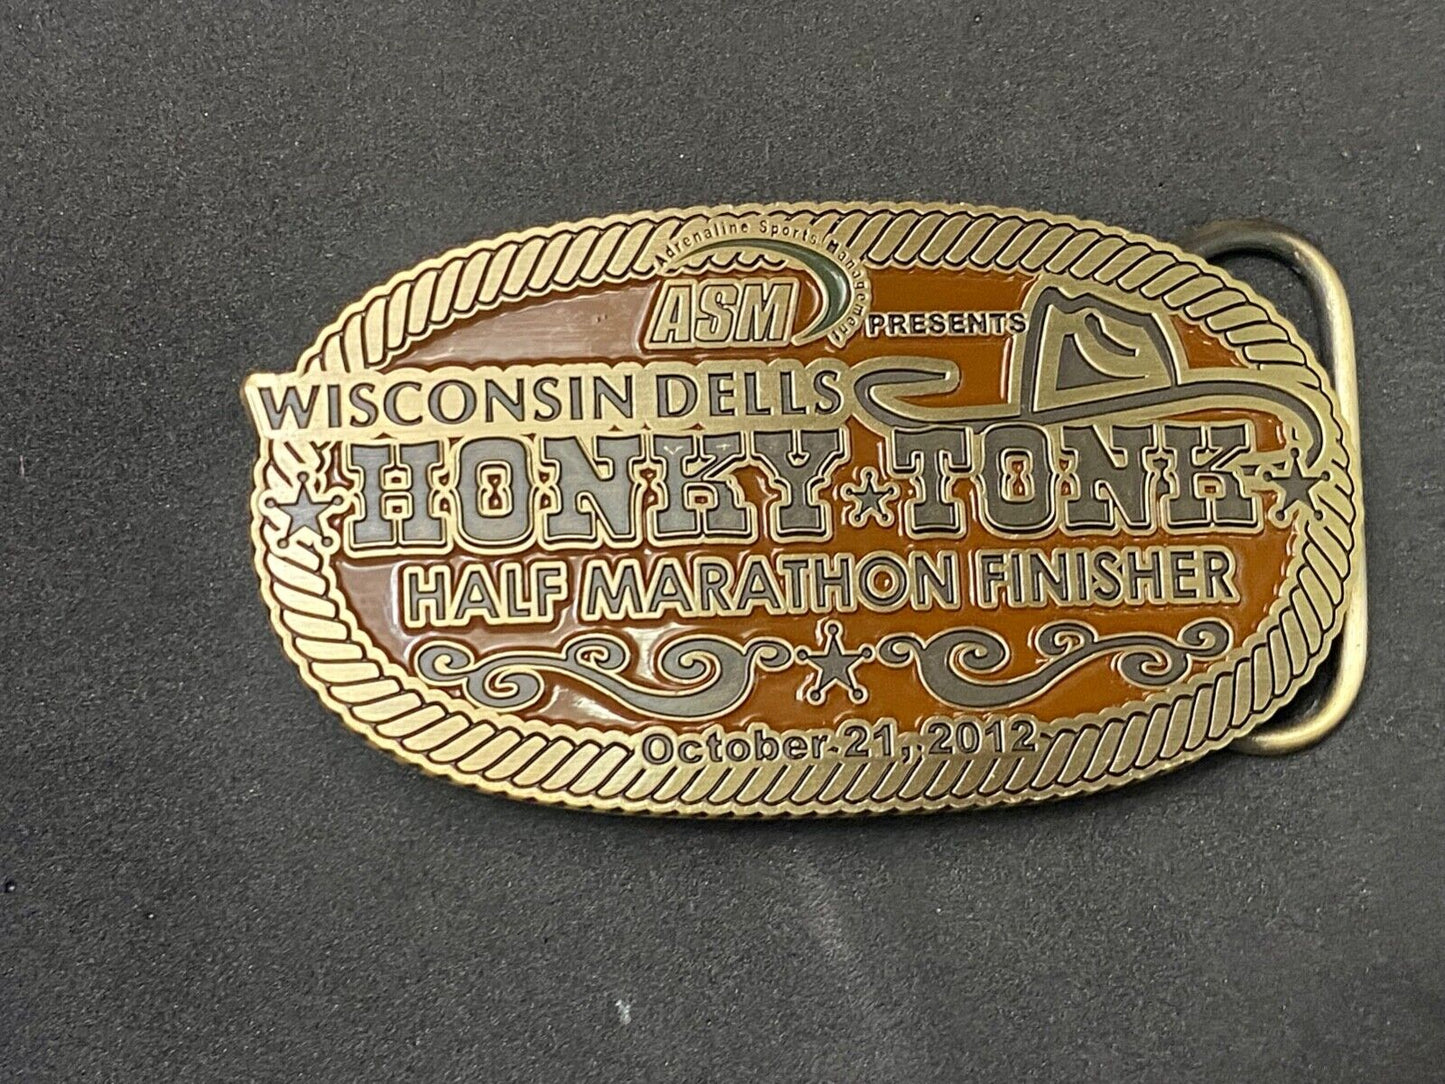 Adrenaline Sports Management
ASM PRESENTS
WISCONSIN DELLS
HONKY TONK
HALF MARATHON FINISHER
October 21, 2012